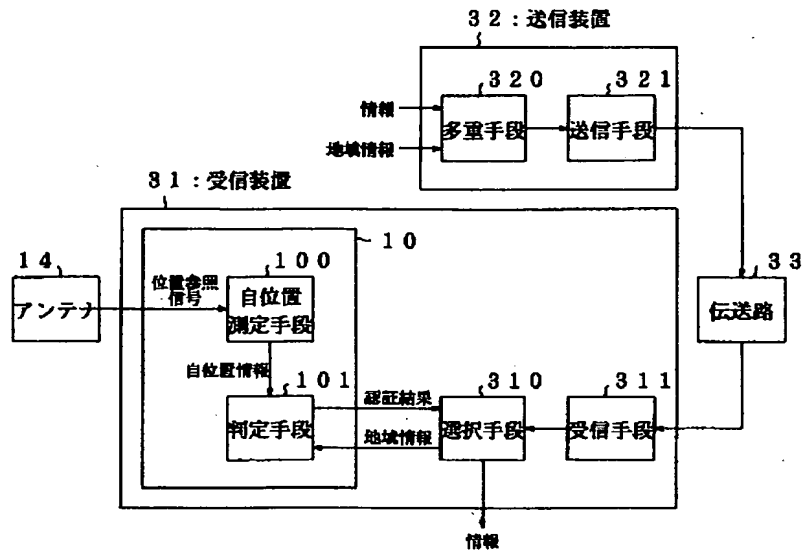 ３２：送信装置
３２０
３２１
情報
多重手段
送信手段
地域情報
３１：受信装置
１０
１４
１００
３３
位置参照
信号
アンテナ
自位置
測定手段
伝送路
自位置情報
１０１
認証結果
３１０
３１１
判定手段
地域情報
選択手段
受信手段
情報